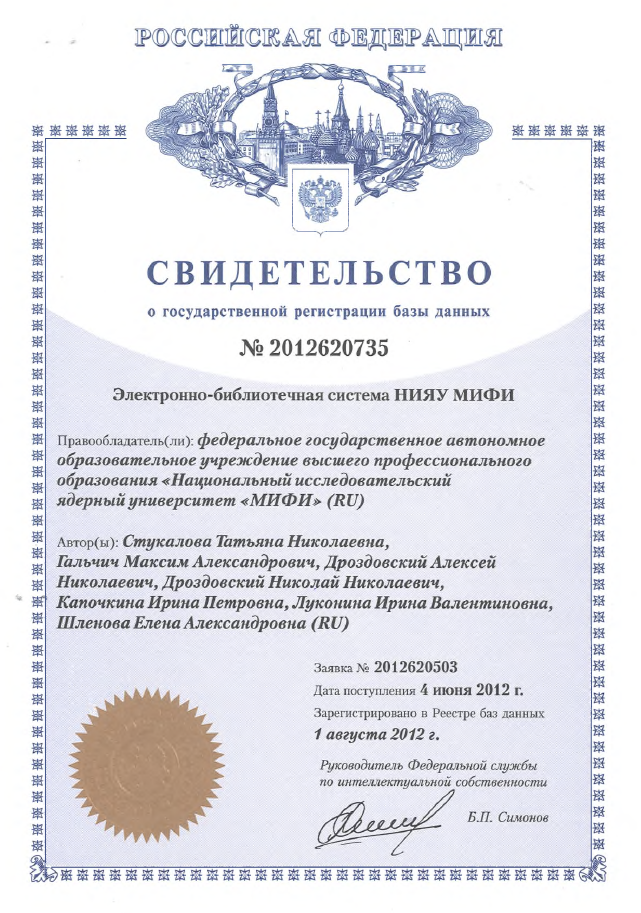 РОССИЙСКАЯ ФЕДЕРАЦИЯ
СВИДЕТЕЛЬСТВО
о государственной регистрации базы данных
№ 2012620735
Электронно-библиотечная система НИЯУ МИФИ
Правообладатель(ли): федеральное государственное автономное
образовательное учреждение высшего профессионального
образования «Национальный исследовательский
ядерный университет «МИФИ» (RU)
Автор(ы): Стукалова Татьяна Николаевна,
Гальчич Максим Александрович, Дроздовский Алексей
Николаевич, Дроздовский Николай Николаевич,
Капочкина Ирина Петровна, Луконина Ирина Валентиновна,
Шленова Елена Александровна (RU)
Заявка № 2012620503
Дата поступления 4 июня 2012 г.
Зарегистрировано в Реестре баз данных
1 августа 2012 г.
Руководитель Федеральной службы
по интеллектуальной собственности
Б.П. Симонов